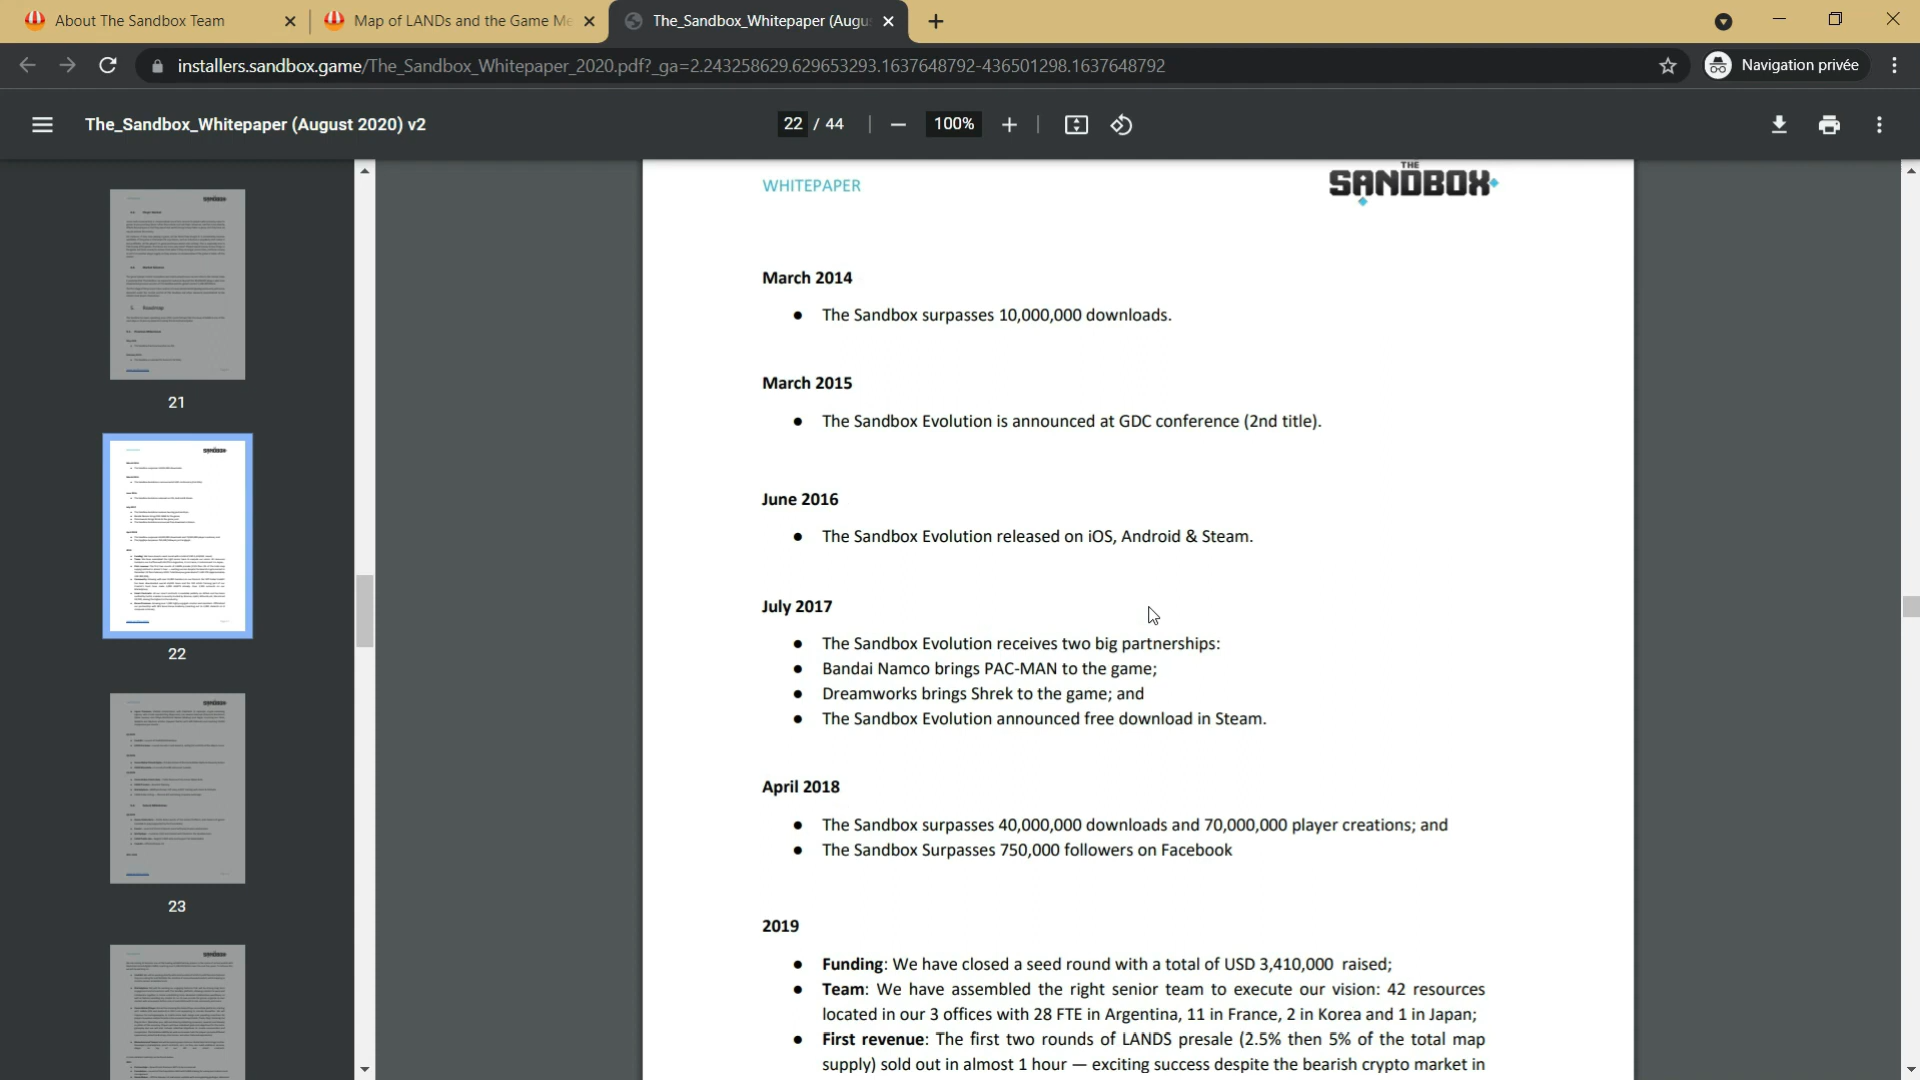 About The Sandbox Team
Map of LANDs and the Game Me
The_Sandbox_Whitepaper (Augu
installers.sandbox.game/The_Sandbox_Whitepaper_2020.pdf?_ga=2.243258629.629653293.1637648792-436501298.1637648792
Navigation privée
The_Sandbox_Whitepaper (August 2020) v2
22 / 44
100%
21
22
23
WHITEPAPER
THE
SANDBOX
March 2014
● The Sandbox surpasses 10,000,000 downloads.
March 2015
● The Sandbox Evolution is announced at GDC conference (2nd title).
June 2016
● The Sandbox Evolution released on iOS, Android & Steam.
July 2017
● The Sandbox Evolution receives two big partnerships:
● Bandai Namco brings PAC-MAN to the game;
● Dreamworks brings Shrek to the game; and
● The Sandbox Evolution announced free download in Steam.
April 2018
● The Sandbox surpasses 40,000,000 downloads and 70,000,000 player creations; and
● The Sandbox Surpasses 750,000 followers on Facebook
2019
● Funding: We have closed a seed round with a total of USD 3,410,000 raised;
● Team: We have assembled the right senior team to execute our vision: 42 resources
located in our 3 offices with 28 FTE in Argentina, 11 in France, 2 in Korea and 1 in Japan;
● First revenue: The first two rounds of LANDS presale (2.5% then 5% of the total map
supply) sold out in almost 1 hour — exciting success despite the bearish crypto market in